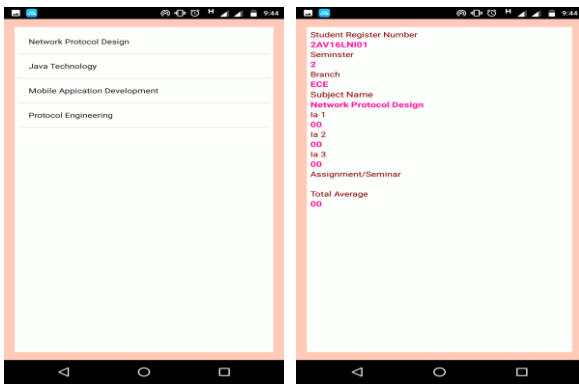 H 9:44
Network Protocol Design
Java Technology
Mobile Appication Development
Protocol Engineering
H 9:44
Student Register Number
2AV16LNI01
Seminster
2
Branch
ECE
Subject Name
Network Protocol Design
Ia 1
00
Ia 2
00
Ia 3
00
Assignment/Seminar
Total Average
00